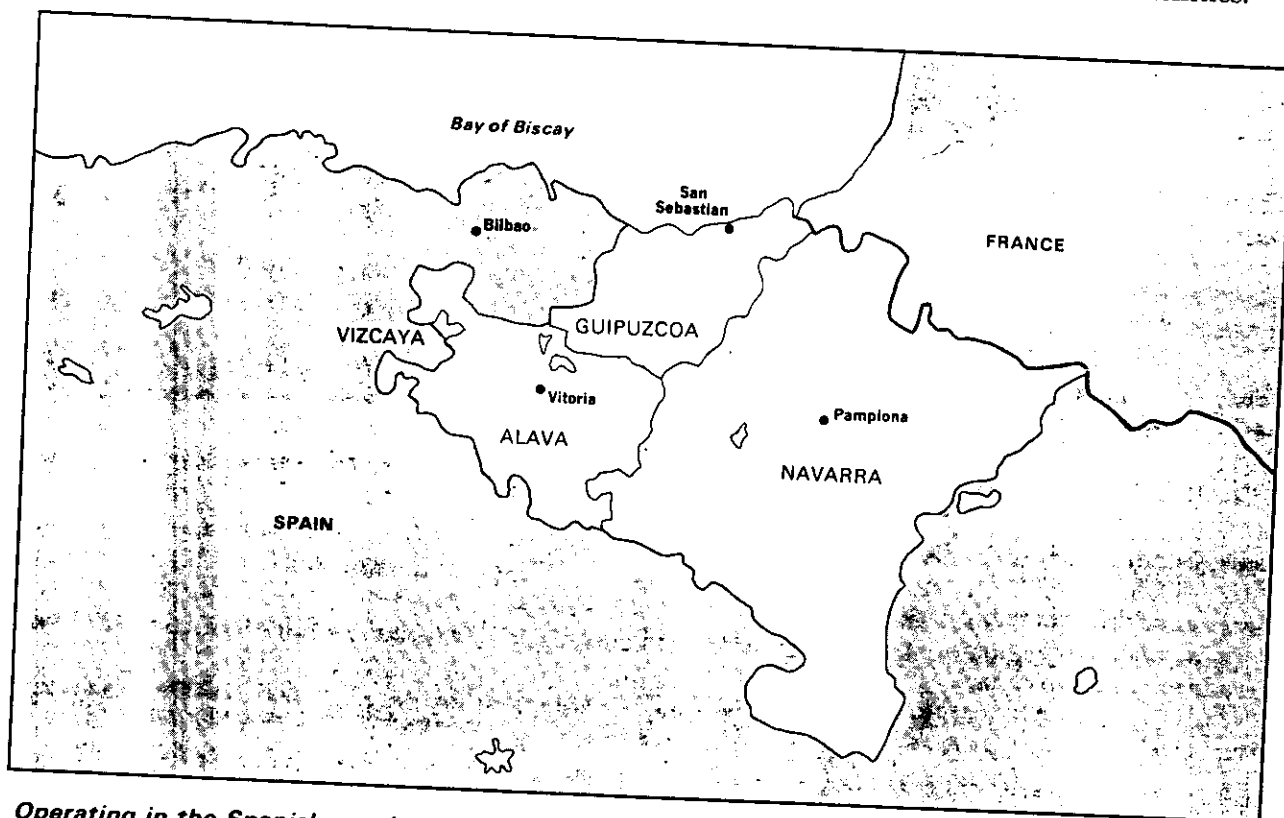 Bay of Biscay
San
Sebastian
Bilbao
FRANCE
GUIPUZCOA
VIZCAYA
Vitoria
Pamplona
ALAVA
NAVARRA
SPAIN
Operating in the Spanish